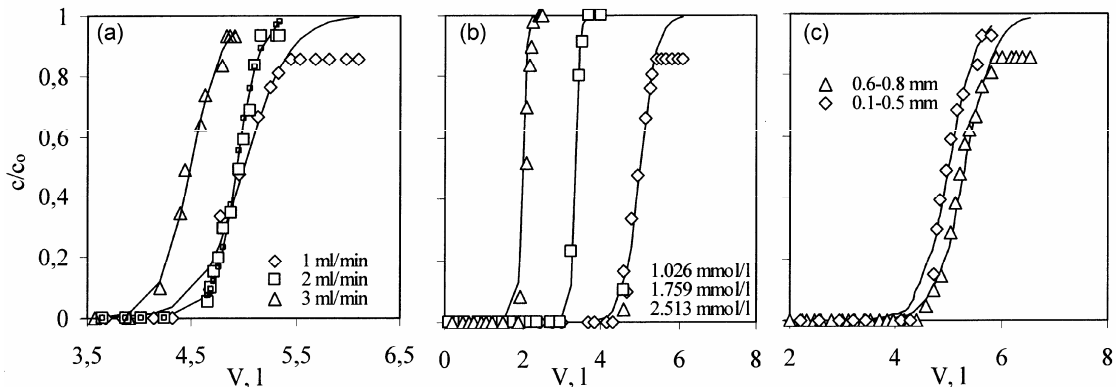 (a)
(b)
(c)
1
0,8
0,6
0,4
0,2
0
c/c₀
1 ml/min
2 ml/min
3 ml/min
3,5 4,5 5,5 6,5
V, l
1.026 mmol/l
1.759 mmol/l
2.513 mmol/l
0 2 4 6 8
V, l
0.6-0.8 mm
0.1-0.5 mm
2 4 6 8
V, l